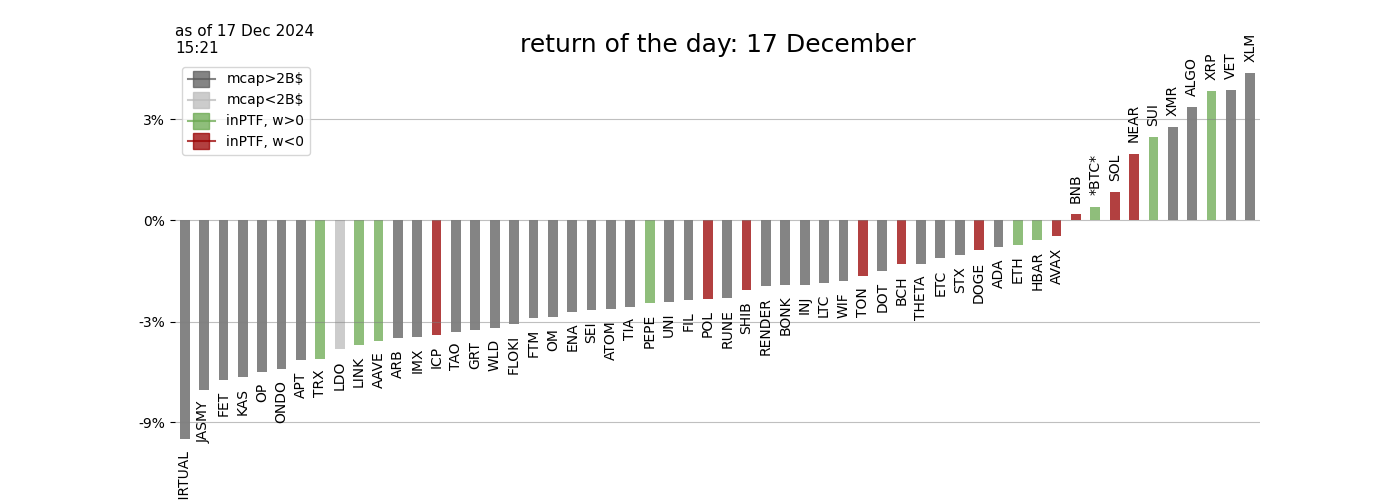 as of 17 Dec 2024
15:21
return of the day: 17 December
mcap>2B$
mcap<2B$
inPTF, w>0
inPTF, w<0
3%
0%
-3%
-9%
IRTUAL
JASMY
FET
KAS
OP
ONDO
APT
TRX
LDO
LINK
AAVE
ARB
IMX
ICP
TAO
GRT
WLD
FLOKI
FTM
OM
ENA
SEI
ATOM
TIA
PEPE
UNI
FIL
POL
RUNE
SHIB
RENDER
BONK
INJ
LTC
WIF
TON
DOT
BCH
THETA
ETC
STX
DOGE
ADA
ETH
HBAR
AVAX
BNB
*BTC*
SOL
NEAR
SUI
XMR
ALGO
XRP
VET
XLM